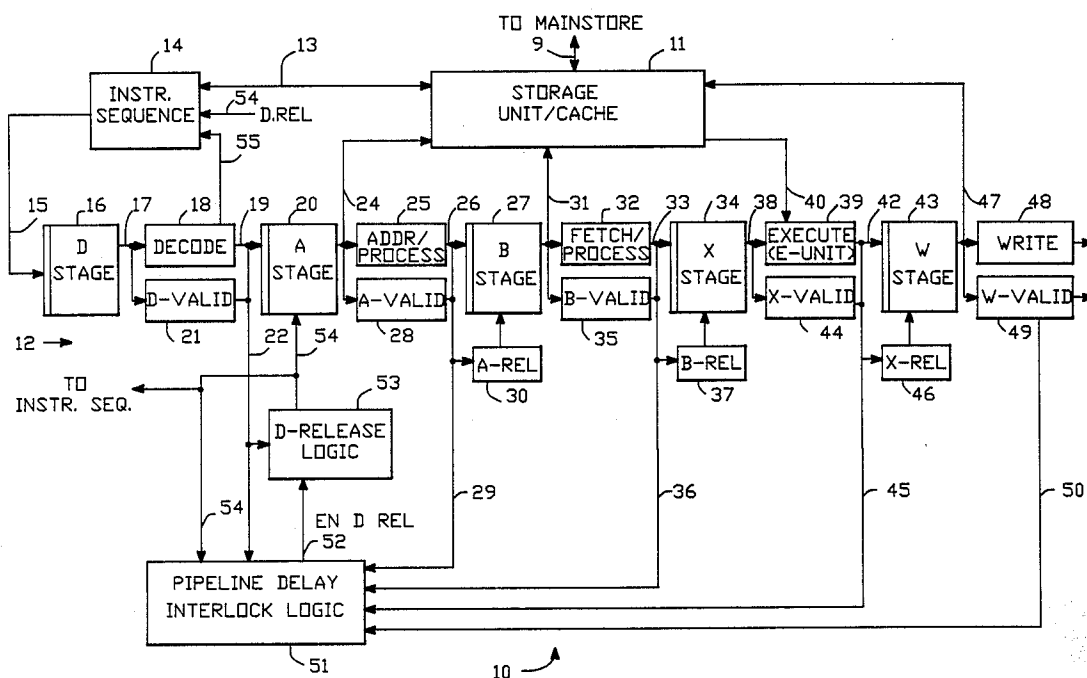 TO MAINSTORE
9
11
14
13
INSTR.
SEQUENCE
54
D.REL
STORAGE
UNIT/CACHE
55
15
16
17
18
19
20
24
25
26
27
31
32
33
34
38
40
39
42
43
47
48
D
STAGE
DECODE
A
STAGE
ADDR/
PROCESS
B
STAGE
FETCH/
PROCESS
X
STAGE
EXECUTE
(E-UNIT)
W
STAGE
WRITE
D-VALID
A-VALID
B-VALID
X-VALID
W-VALID
12
21
22
54
28
35
44
49
A-REL
B-REL
X-REL
30
37
46
TO
INSTR. SEQ.
53
D-RELEASE
LOGIC
29
36
45
50
54
EN D REL
52
PIPELINE DELAY
INTERLOCK LOGIC
51
10